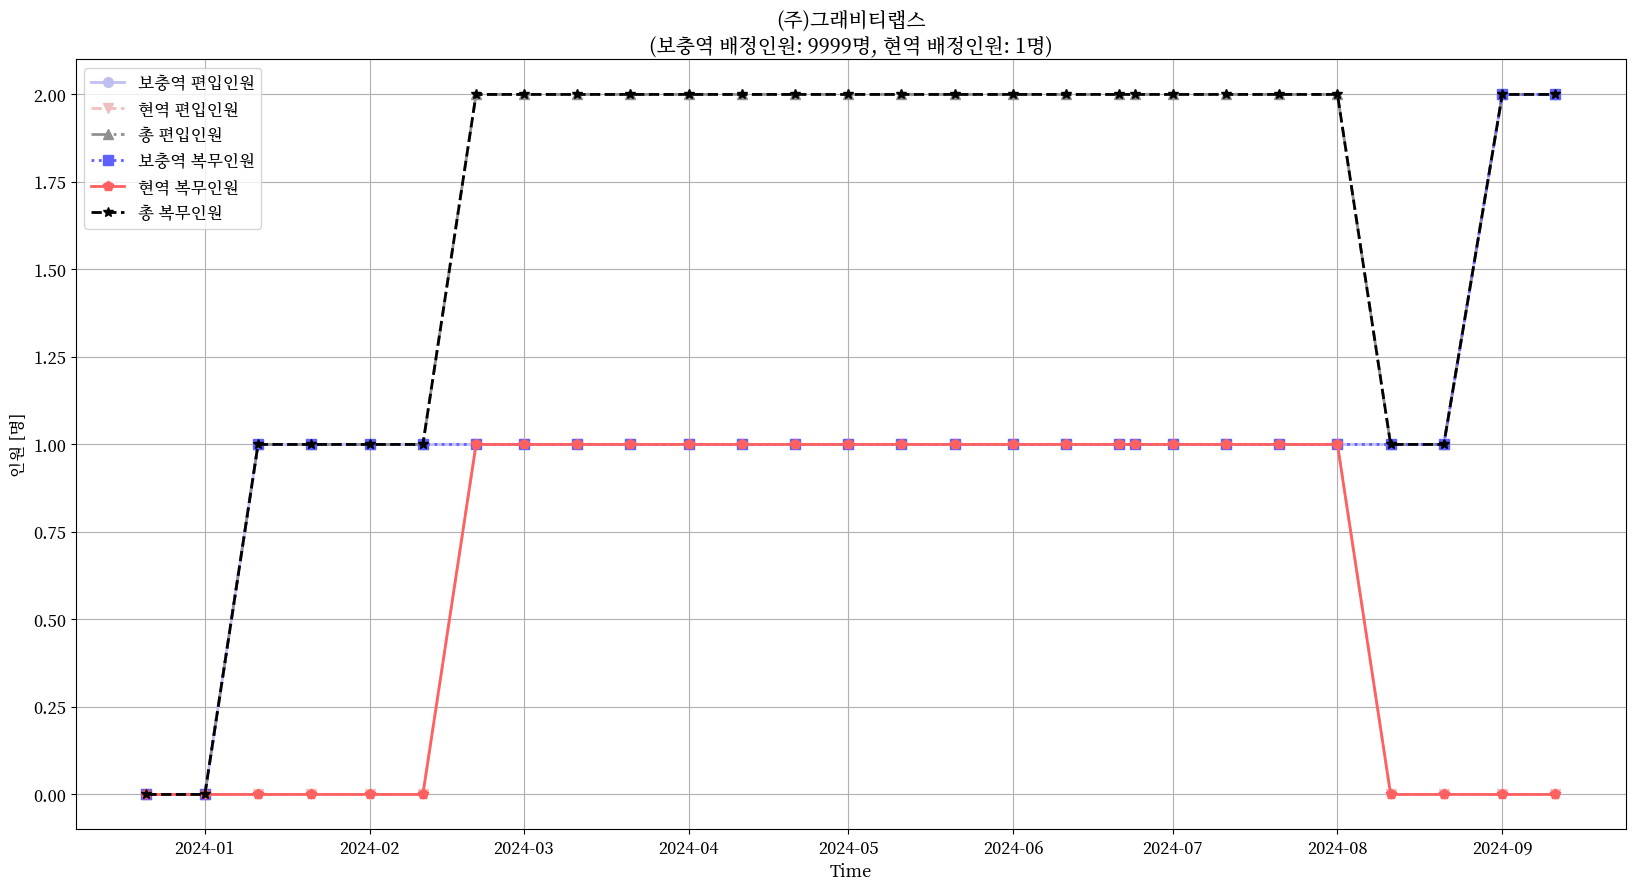 (주)그래비티랩스
(보충역 배정인원: 9999명, 현역 배정인원: 1명)
보충역 편입인원
현역 편입인원
총 편입인원
보충역 복무인원
현역 복무인원
총 복무인원
인원 [명]
2.00
1.75
1.50
1.25
1.00
0.75
0.50
0.25
0.00
2024-01 2024-02 2024-03 2024-04 2024-05 2024-06 2024-07 2024-08 2024-09
Time